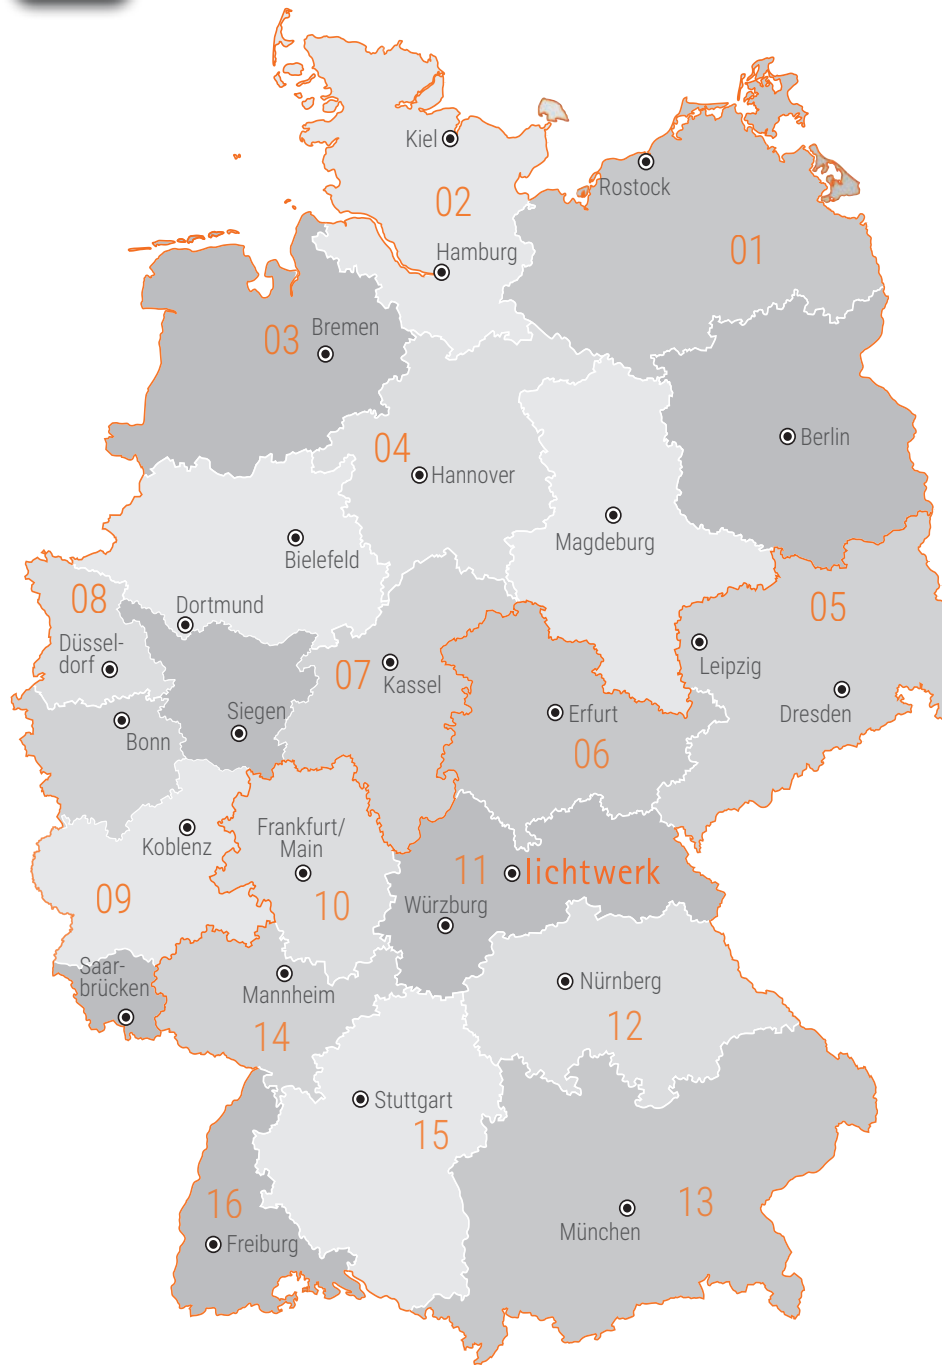 Kiel
02
Rostock
01
Hamburg
03
Bremen
04
Hannover
Berlin
Magdeburg
Bielefeld
08
Dortmund
05
Düssel-
dorf
07
Kassel
Leipzig
Siegen
Erfurt
Dresden
Bonn
06
Koblenz
Frankfurt/
Main
11
lichtwerk
09
10
Würzburg
Saar-
brücken
Mannheim
Nürnberg
14
12
Stuttgart
15
16
13
Freiburg
München